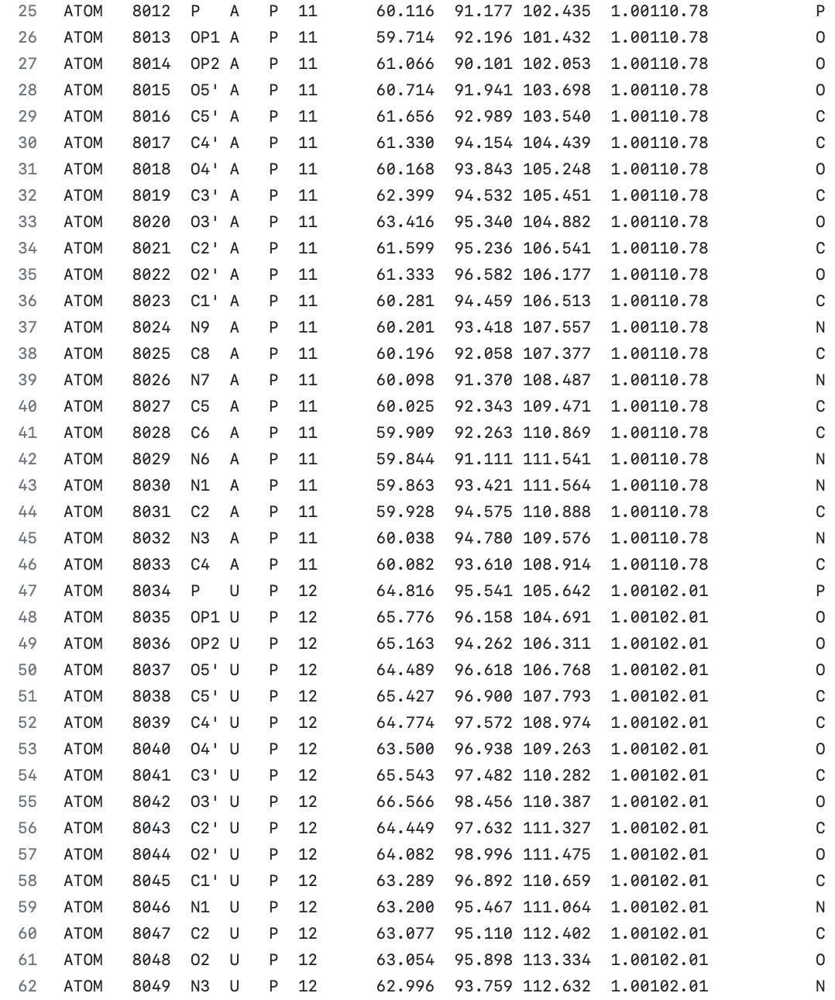 25 ATOM 8012 P A P 11 60.116 91.177 102.435 1.00110.78 P
26 ATOM 8013 OP1 A P 11 59.714 92.196 101.432 1.00110.78 O
27 ATOM 8014 OP2 A P 11 61.066 90.101 102.053 1.00110.78 O
28 ATOM 8015 O5' A P 11 60.714 91.941 103.698 1.00110.78 O
29 ATOM 8016 C5' A P 11 61.656 92.989 103.540 1.00110.78 C
30 ATOM 8017 C4' A P 11 61.330 94.154 104.439 1.00110.78 C
31 ATOM 8018 O4' A P 11 60.168 93.843 105.248 1.00110.78 O
32 ATOM 8019 C3' A P 11 62.399 94.532 105.451 1.00110.78 C
33 ATOM 8020 O3' A P 11 63.416 95.340 104.882 1.00110.78 O
34 ATOM 8021 C2' A P 11 61.599 95.236 106.541 1.00110.78 C
35 ATOM 8022 O2' A P 11 61.333 96.582 106.177 1.00110.78 O
36 ATOM 8023 C1' A P 11 60.281 94.459 106.513 1.00110.78 C
37 ATOM 8024 N9 A P 11 60.201 93.418 107.557 1.00110.78 N
38 ATOM 8025 C8 A P 11 60.196 92.058 107.377 1.00110.78 C
39 ATOM 8026 N7 A P 11 60.098 91.370 108.487 1.00110.78 N
40 ATOM 8027 C5 A P 11 60.025 92.343 109.471 1.00110.78 C
41 ATOM 8028 C6 A P 11 59.909 92.263 110.869 1.00110.78 C
42 ATOM 8029 N6 A P 11 59.844 91.111 111.541 1.00110.78 N
43 ATOM 8030 N1 A P 11 59.863 93.421 111.564 1.00110.78 N
44 ATOM 8031 C2 A P 11 59.928 94.575 110.888 1.00110.78 C
45 ATOM 8032 N3 A P 11 60.038 94.780 109.576 1.00110.78 N
46 ATOM 8033 C4 A P 11 60.082 93.610 108.914 1.00110.78 C
47 ATOM 8034 P U P 12 64.816 95.541 105.642 1.00102.01 P
48 ATOM 8035 OP1 U P 12 65.776 96.158 104.691 1.00102.01 O
49 ATOM 8036 OP2 U P 12 65.163 94.262 106.311 1.00102.01 O
50 ATOM 8037 O5' U P 12 64.489 96.618 106.768 1.00102.01 O
51 ATOM 8038 C5' U P 12 65.427 96.900 107.793 1.00102.01 C
52 ATOM 8039 C4' U P 12 64.774 97.572 108.974 1.00102.01 C
53 ATOM 8040 O4' U P 12 63.500 96.938 109.263 1.00102.01 O
54 ATOM 8041 C3' U P 12 65.543 97.482 110.282 1.00102.01 C
55 ATOM 8042 O3' U P 12 66.566 98.456 110.387 1.00102.01 O
56 ATOM 8043 C2' U P 12 64.449 97.632 111.327 1.00102.01 C
57 ATOM 8044 O2' U P 12 64.082 98.996 111.475 1.00102.01 O
58 ATOM 8045 C1' U P 12 63.289 96.892 110.659 1.00102.01 C
59 ATOM 8046 N1 U P 12 63.200 95.467 111.064 1.00102.01 N
60 ATOM 8047 C2 U P 12 63.077 95.110 112.402 1.00102.01 C
61 ATOM 8048 O2 U P 12 63.054 95.898 113.334 1.00102.01 O
62 ATOM 8049 N3 U P 12 62.996 93.759 112.632 1.00102.01 N